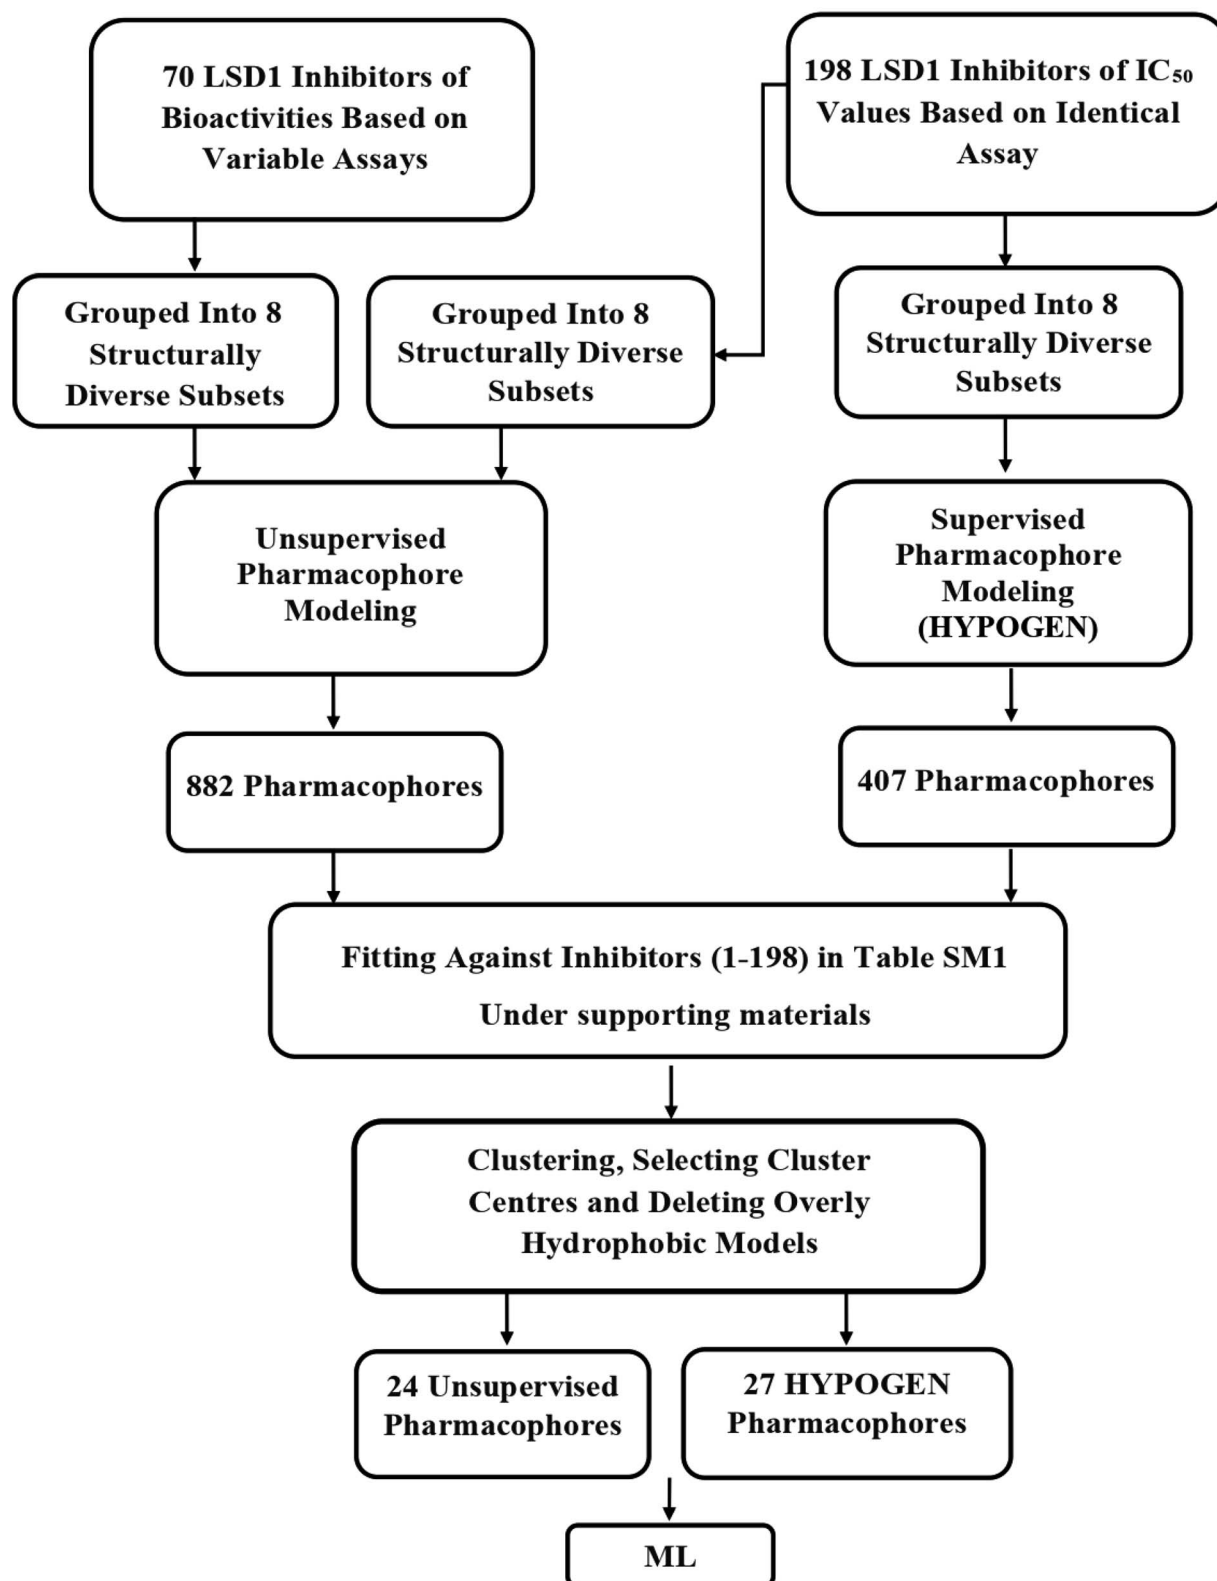 70 LSD1 Inhibitors of
Bioactivities Based on
Variable Assays
198 LSD1 Inhibitors of IC₅₀
Values Based on Identical
Assay
Grouped Into 8
Structurally
Diverse Subsets
Grouped Into 8
Structurally Diverse
Subsets
Grouped Into 8
Structurally Diverse
Subsets
Unsupervised
Pharmacophore
Modeling
Supervised
Pharmacophore
Modeling
(HYPOGEN)
882 Pharmacophores
407 Pharmacophores
Fitting Against Inhibitors (1-198) in Table SM1
Under supporting materials
Clustering, Selecting Cluster
Centres and Deleting Overly
Hydrophobic Models
24 Unsupervised
Pharmacophores
27 HYPOGEN
Pharmacophores
ML